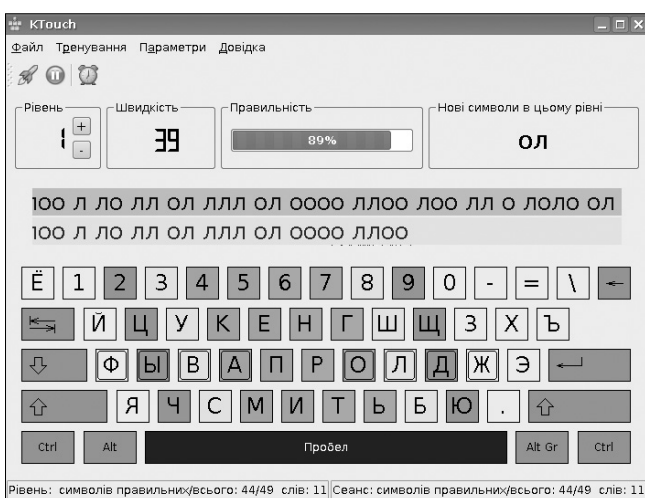 KTouch
Файл Тренування Параметри Довідка
Рівень Швидкість Правильність Нові символи в цьому рівні
1 + - 39 89% ол
лоо л ло лл ол ллл ол оооо ллоо лоо лл о лоло ол
лоо л ло лл ол ллл ол оооо ллоо
Ё 1 2 3 4 5 6 7 8 9 0 - = \
Й Ц У К Е Н Г Ш Щ З Х Ъ
Ф Ы В А П Р О Л Д Ж Э
Я Ч С М И Т Ь Б Ю .
Ctrl Alt Пробел Alt Gr Ctrl
Рівень: символів правильних/всього: 44/49 слів: 11 Сеанс: символів правильних/всього: 44/49 слів: 11